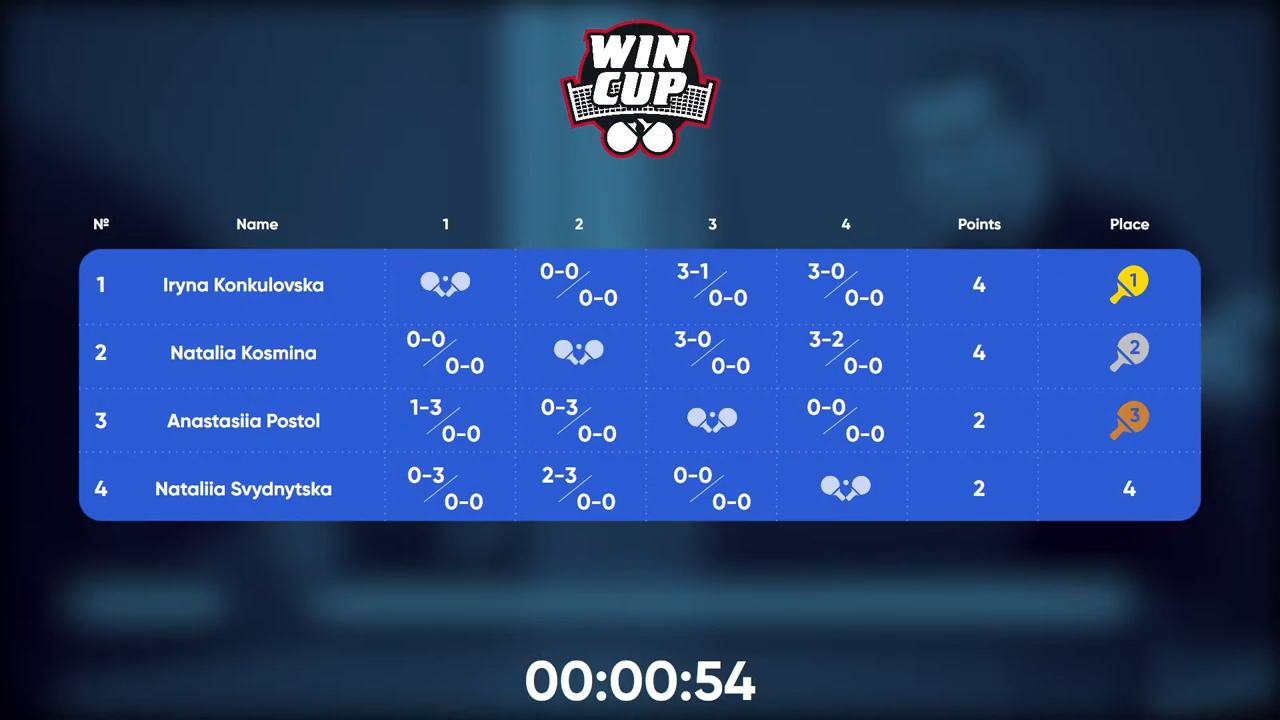 WIN
CUP
№ Name 1 2 3 4 Points Place
1 Iryna Konkulovska 0-0/0-0 3-1/0-0 3-0/0-0 4 1
2 Natalia Kosmina 0-0/0-0 3-0/0-0 3-2/0-0 4 2
3 Anastasiia Postol 1-3/0-0 0-3/0-0 0-0/0-0 2 3
4 Nataliia Svydnytska 0-3/0-0 2-3/0-0 0-0/0-0 2 4
00:00:54